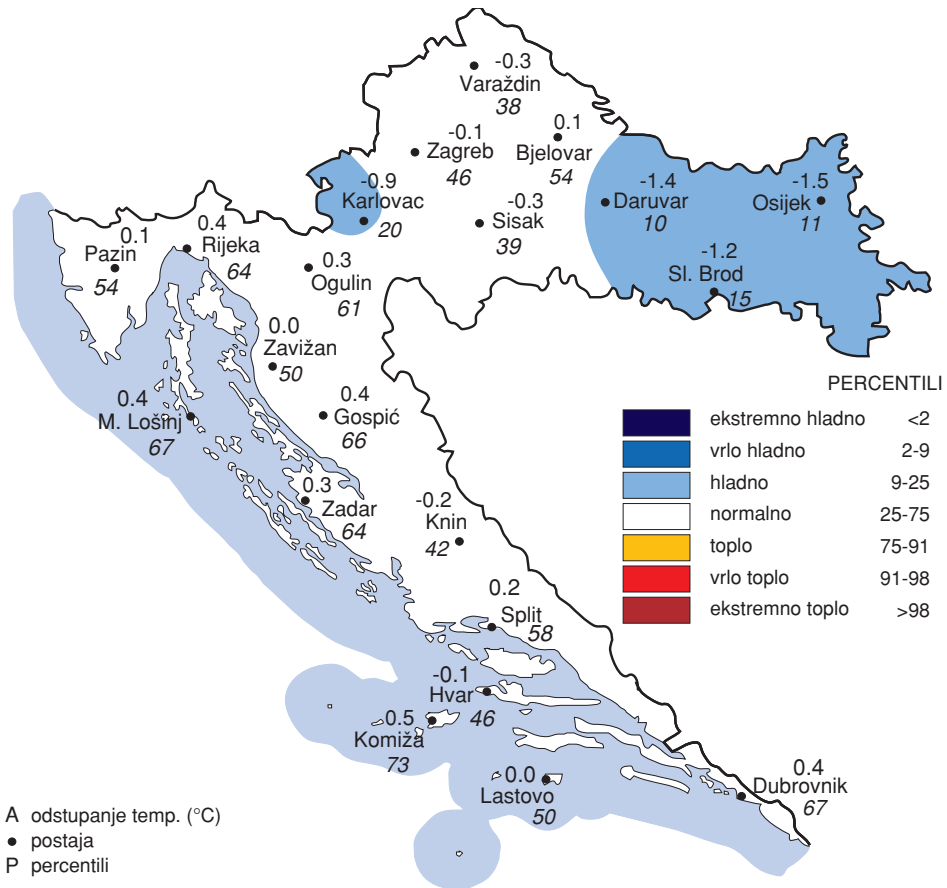 -0.3
Varaždin
38
-0.1
Zagreb
46
0.1
Bjelovar
54
-0.9
Karlovac
20
-0.3
Sisak
39
-1.4
Daruvar
10
-1.5
Osijek
11
-1.2
Sl. Brod
15
0.1
Pazin
54
0.4
Rijeka
64
0.3
Ogulin
61
0.0
Zavižan
50
0.4
M. Lošinj
67
0.4
Gospić
66
0.3
Zadar
64
-0.2
Knin
42
0.2
Split
58
-0.1
Hvar
46
0.5
Komiža
73
0.0
Lastovo
50
0.4
Dubrovnik
67
PERCENTILI
ekstremno hladno <2
vrlo hladno 2-9
hladno 9-25
normalno 25-75
toplo 75-91
vrlo toplo 91-98
ekstremno toplo >98
A odstupanje temp. (°C)
● postaja
P percentili